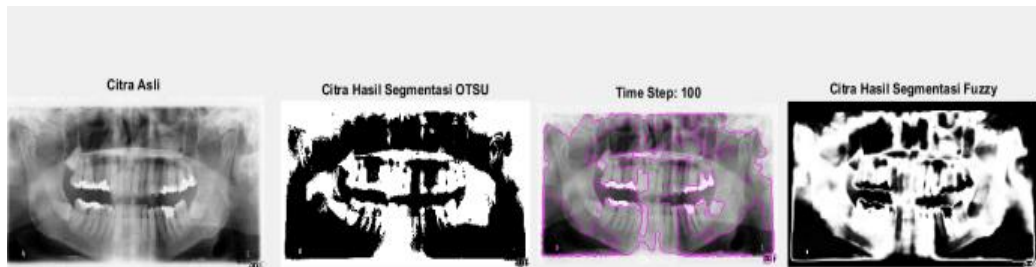 Citra Asli
Citra Hasil Segmentasi OTSU
Time Step: 100
Citra Hasil Segmentasi Fuzzy